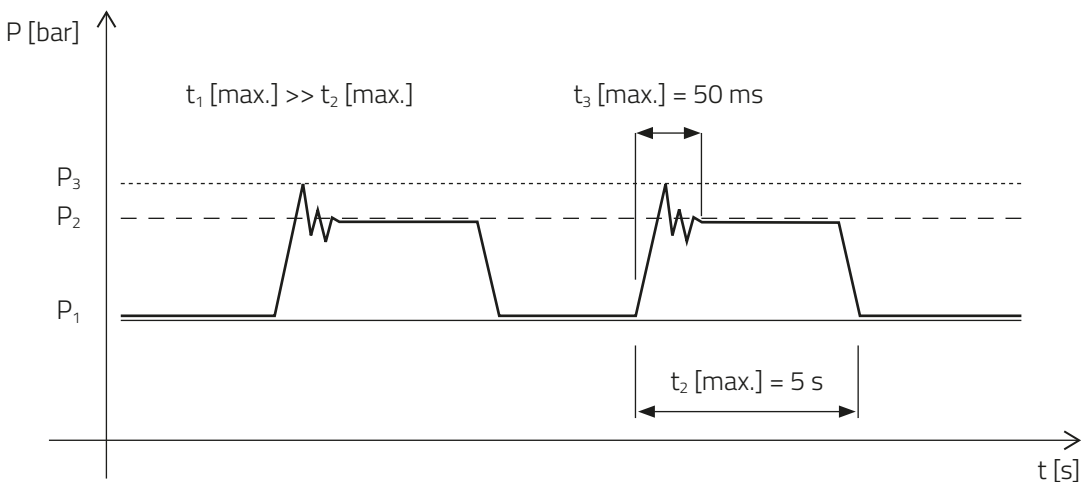 P [bar]
t₁ [max.] >> t₂ [max.]
t₃ [max.] = 50 ms
P₃
P₂
P₁
t₂ [max.] = 5 s
t [s]